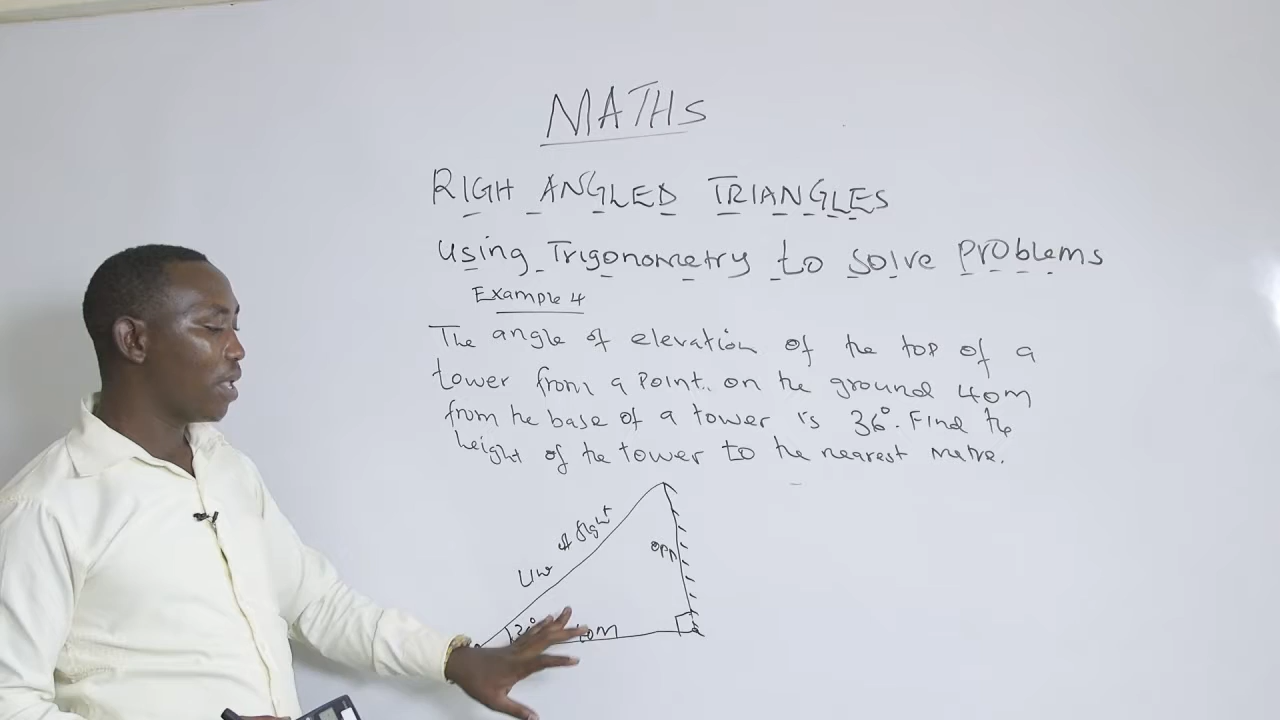 MATHS
RIGH ANGLED TRIANGLES
Using Trigonometry to solve problems
Example 4
The angle of elevation of the top of a
tower from a point on the ground 40m
from the base of a tower is 36°. Find the
height of the tower to the nearest metre.
of sight
opp